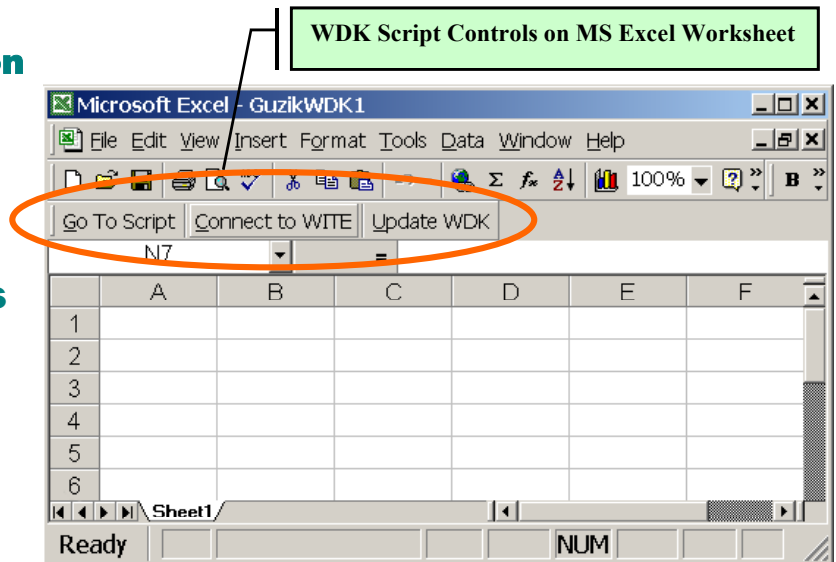 WDK Script Controls on MS Excel Worksheet
on
Microsoft Excel - GuzikWDK1
File Edit View Insert Format Tools Data Window Help
Σ fx 100% ? » B »
Go To Script Connect to WITE Update WDK
N7 =
s
A B C D E F
1
2
3
4
5
6
Sheet1
Ready NUM